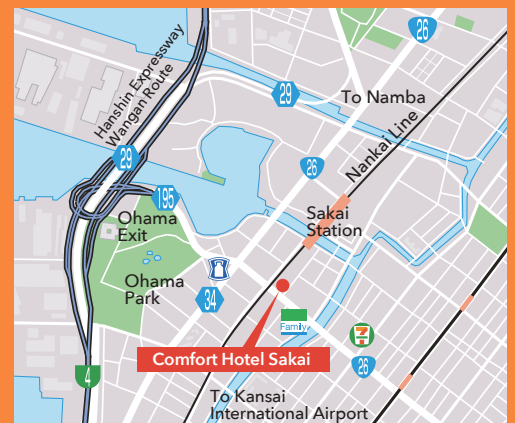 26
Hanshin Expressway
Wangan Route
29
To Namba
Nankai Line
29
26
195
Ohama
Exit
Sakai
Station
Ohama
Park
34
Family
7
Comfort Hotel Sakai
26
4
To Kansai
International Airport